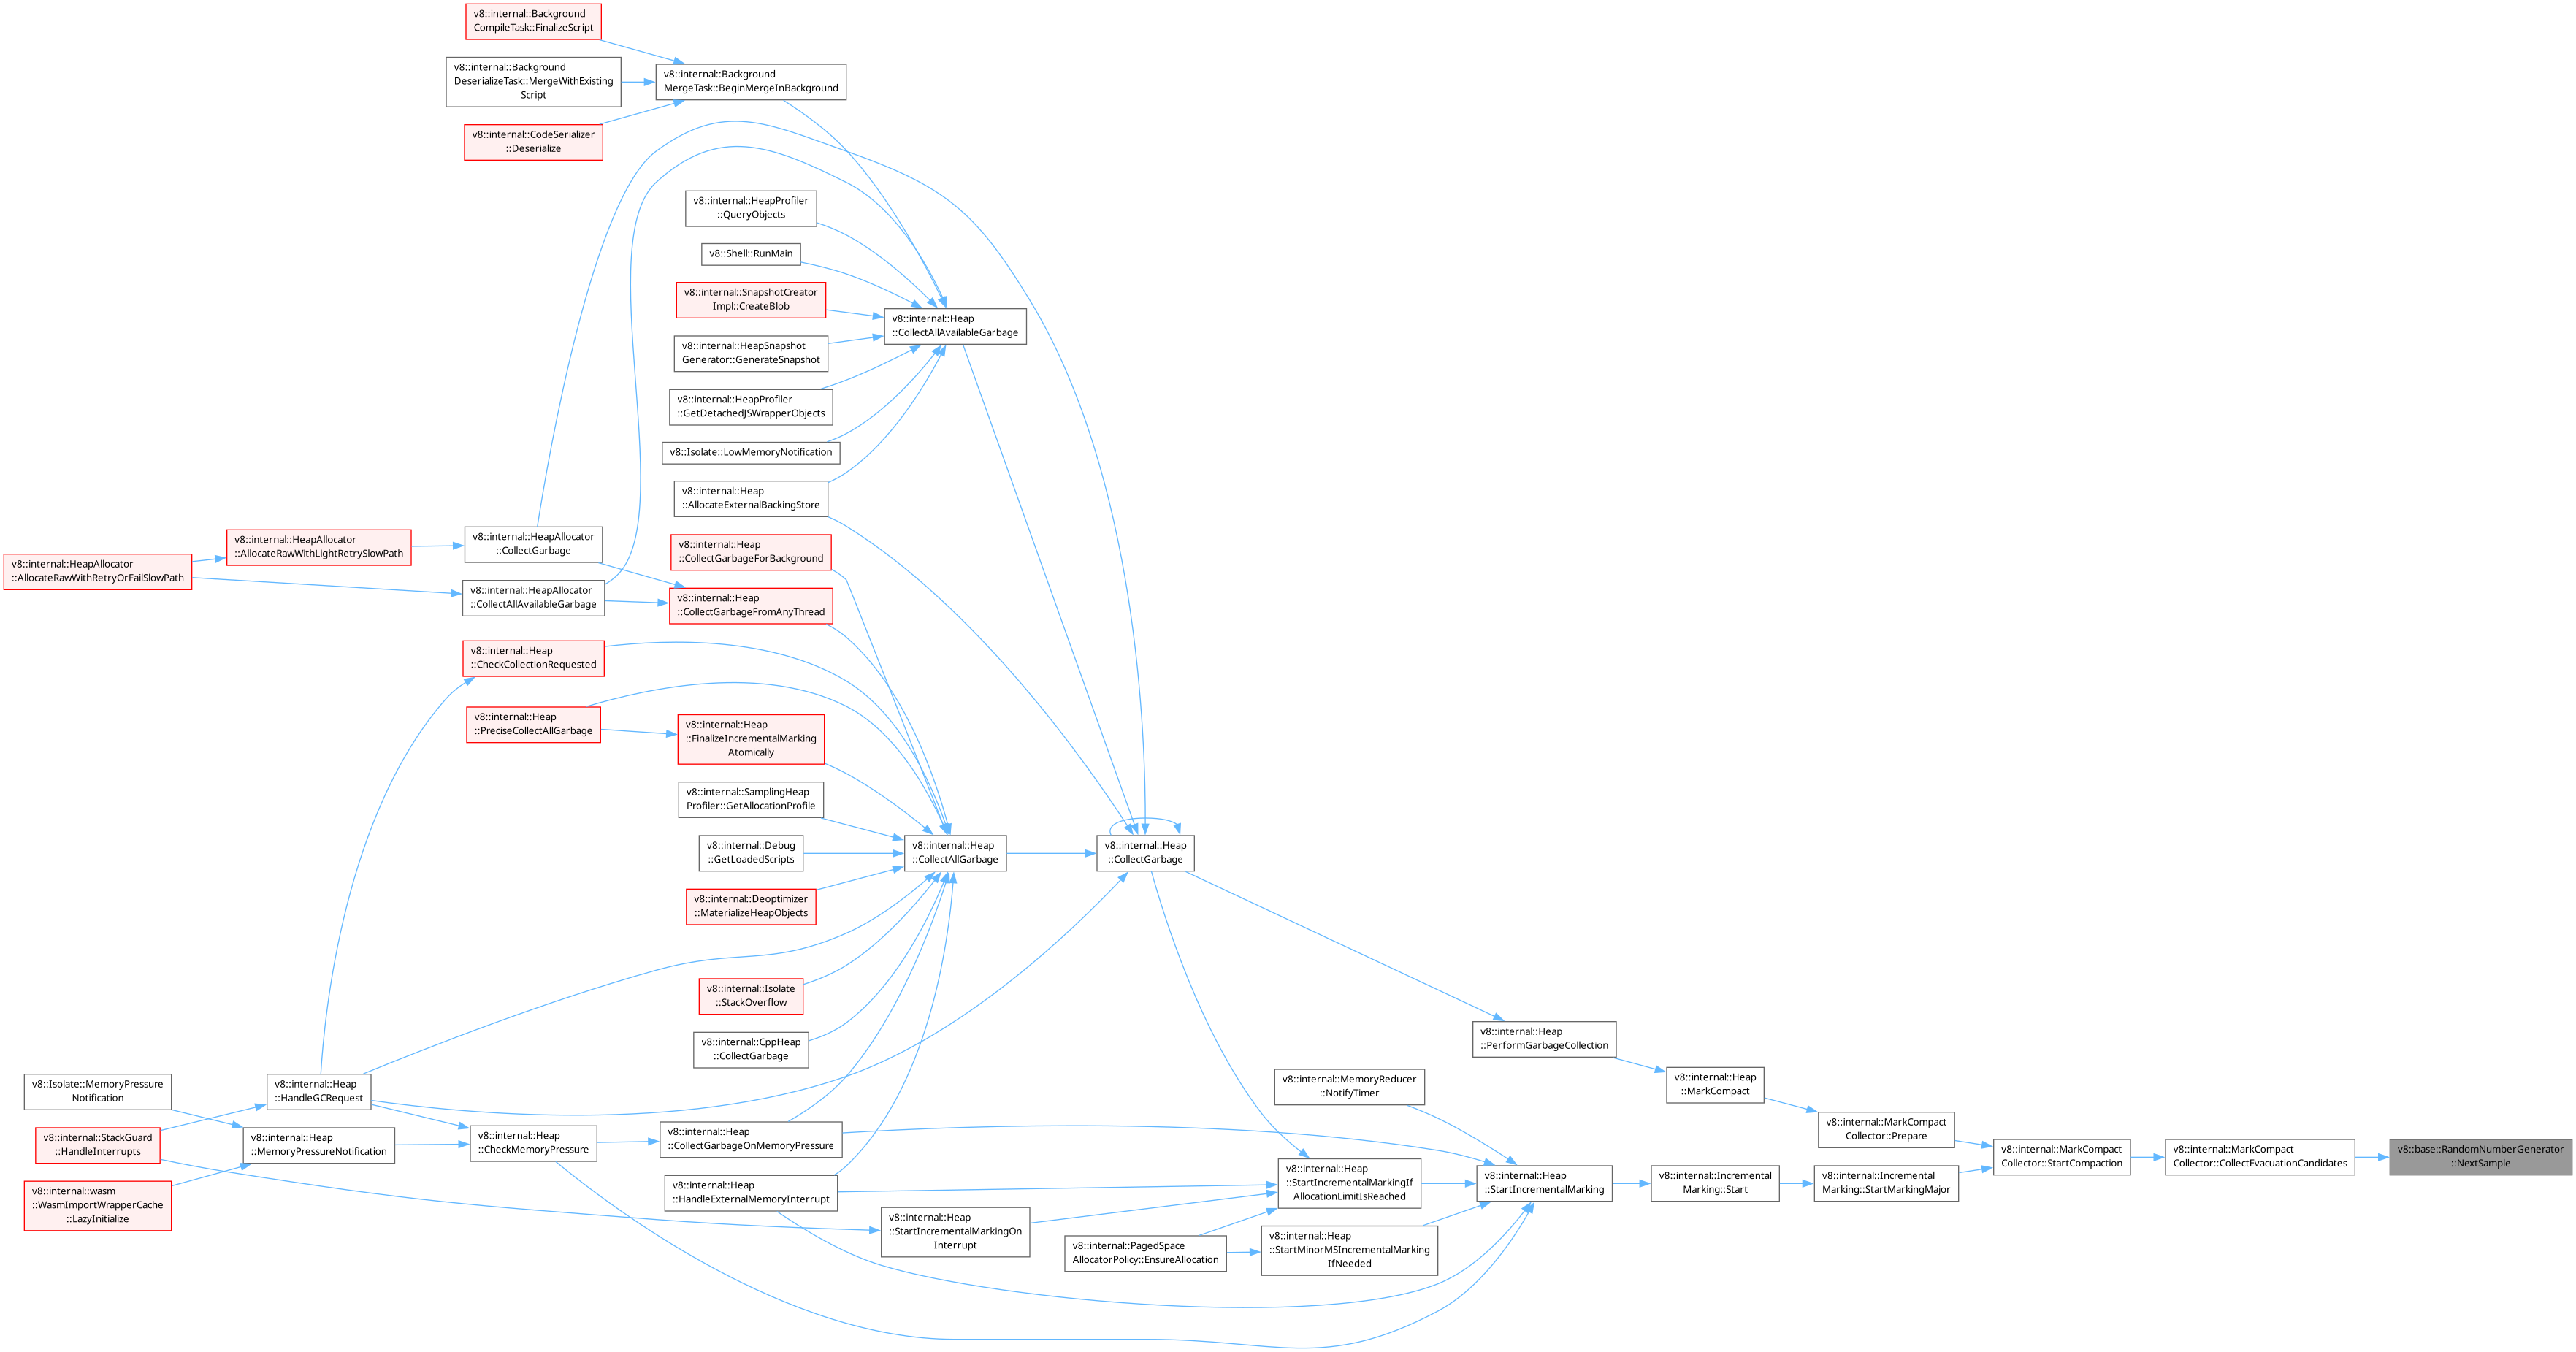 v8::internal::Background
CompileTask::FinalizeScript
v8::internal::Background
DeserializeTask::MergeWithExisting
Script
v8::internal::Background
MergeTask::BeginMergeInBackground
v8::internal::CodeSerializer
::Deserialize
v8::internal::HeapProfiler
::QueryObjects
v8::Shell::RunMain
v8::internal::SnapshotCreator
Impl::CreateBlob
v8::internal::Heap
::CollectAllAvailableGarbage
v8::internal::HeapSnapshot
Generator::GenerateSnapshot
v8::internal::HeapProfiler
::GetDetachedJSWrapperObjects
v8::Isolate::LowMemoryNotification
v8::internal::Heap
::AllocateExternalBackingStore
v8::internal::HeapAllocator
::AllocateRawWithRetryOrFailSlowPath
v8::internal::HeapAllocator
::AllocateRawWithLightRetrySlowPath
v8::internal::HeapAllocator
::CollectGarbage
v8::internal::Heap
::CollectGarbageForBackground
v8::internal::HeapAllocator
::CollectAllAvailableGarbage
v8::internal::Heap
::CollectGarbageFromAnyThread
v8::internal::Heap
::CheckCollectionRequested
v8::internal::Heap
::PreciseCollectAllGarbage
v8::internal::Heap
::FinalizeIncrementalMarking
Atomically
v8::internal::SamplingHeap
Profiler::GetAllocationProfile
v8::internal::Debug
::GetLoadedScripts
v8::internal::Heap
::CollectAllGarbage
v8::internal::Heap
::CollectGarbage
v8::internal::Deoptimizer
::MaterializeHeapObjects
v8::internal::Isolate
::StackOverflow
v8::internal::CppHeap
::CollectGarbage
v8::internal::Heap
::PerformGarbageCollection
v8::Isolate::MemoryPressure
Notification
v8::internal::Heap
::HandleGCRequest
v8::internal::MemoryReducer
::NotifyTimer
v8::internal::Heap
::MarkCompact
v8::internal::StackGuard
::HandleInterrupts
v8::internal::Heap
::MemoryPressureNotification
v8::internal::Heap
::CheckMemoryPressure
v8::internal::Heap
::CollectGarbageOnMemoryPressure
v8::internal::MarkCompact
Collector::Prepare
v8::internal::wasm
::WasmImportWrapperCache
::LazyInitialize
v8::internal::Heap
::HandleExternalMemoryInterrupt
v8::internal::Heap
::StartIncrementalMarkingIf
AllocationLimitIsReached
v8::internal::Heap
::StartIncrementalMarking
v8::internal::Incremental
Marking::Start
v8::internal::Incremental
Marking::StartMarkingMajor
v8::internal::MarkCompact
Collector::StartCompaction
v8::internal::MarkCompact
Collector::CollectEvacuationCandidates
v8::base::RandomNumberGenerator
::NextSample
v8::internal::Heap
::StartIncrementalMarkingOn
Interrupt
v8::internal::PagedSpace
AllocatorPolicy::EnsureAllocation
v8::internal::Heap
::StartMinorMSIncrementalMarking
IfNeeded